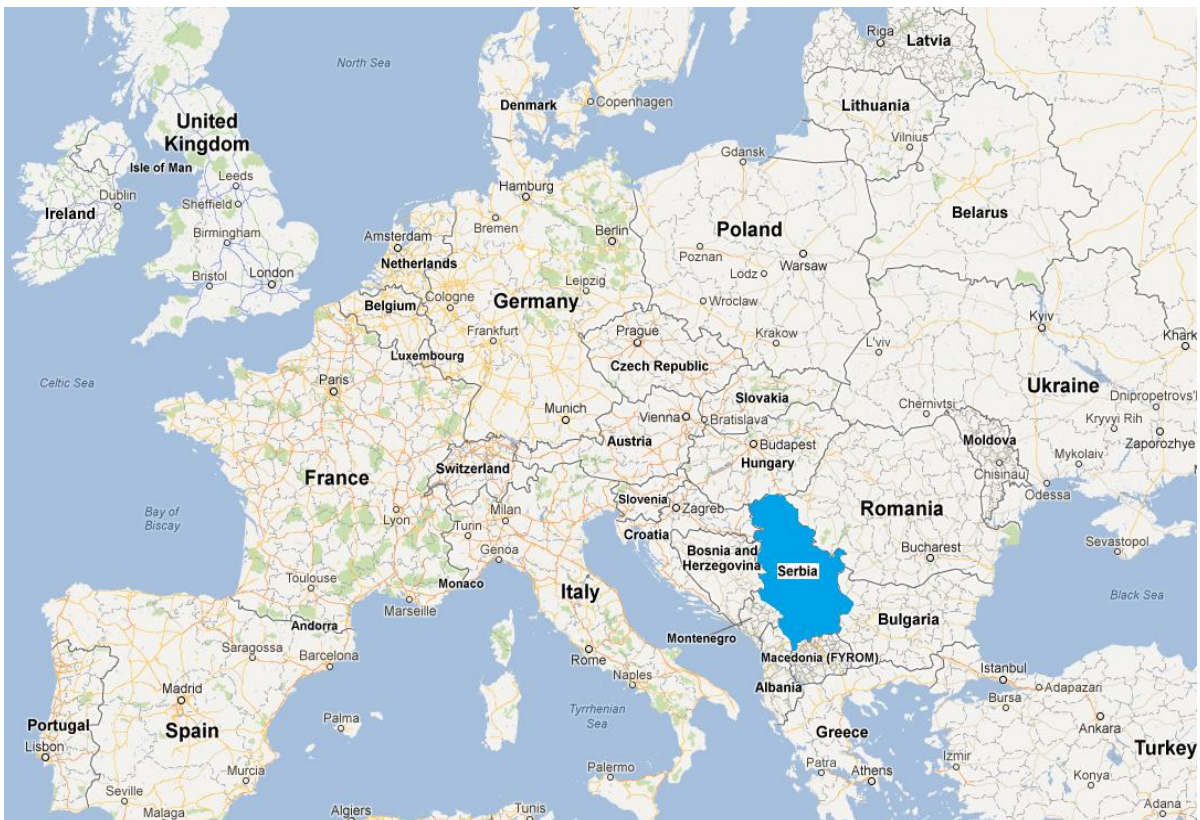 North Sea
Riga
Latvia
Denmark
Copenhagen
Lithuania
Vilnius
United
Kingdom
Isle of Man
Leeds
Dublin
Sheffield
Ireland
Birmingham
Gdansk
Hamburg
Bremen
Berlin
Belarus
Poland
Amsterdam
Netherlands
Poznan
Warsaw
Lodz
Bristol
London
Leipzig
Belgium
Cologne
Germany
Wroclaw
Kyiv
Frankfurt
Prague
Krakow
L'viv
Khark
Luxembourg
Czech Republic
Celtic Sea
Paris
Ukraine
Slovakia
Munich
Vienna
Bratislava
Chernivtsi
Dnipropetrovs'k
Kryyyi Rih
Zaporozhye
Austria
Budapest
Moldova
Chisinau
Mykolaiv
Switzerland
Hungary
France
Odessa
Slovenia
Zagreb
Bay of
Biscay
Lyon
Milan
Turin
Romania
Croatia
Genoa
Bosnia and
Herzegovina
Serbia
Bucharest
Sevastopol
Toulouse
Monaco
Italy
Marseille
Black Sea
Andorra
Bulgaria
Montenegro
Saragossa
Barcelona
Rome
Macedonia (FYROM)
Istanbul
Naples
Albania
Bursa
Adapazari
Madrid
Palma
Tyrrhenian
Sea
Portugal
Spain
Greece
Ankara
Lisbon
Turkey
Izmir
Patra
Athens
Palermo
Murcia
Konya
Seville
Malaga
Algiers
Tunis
Adana